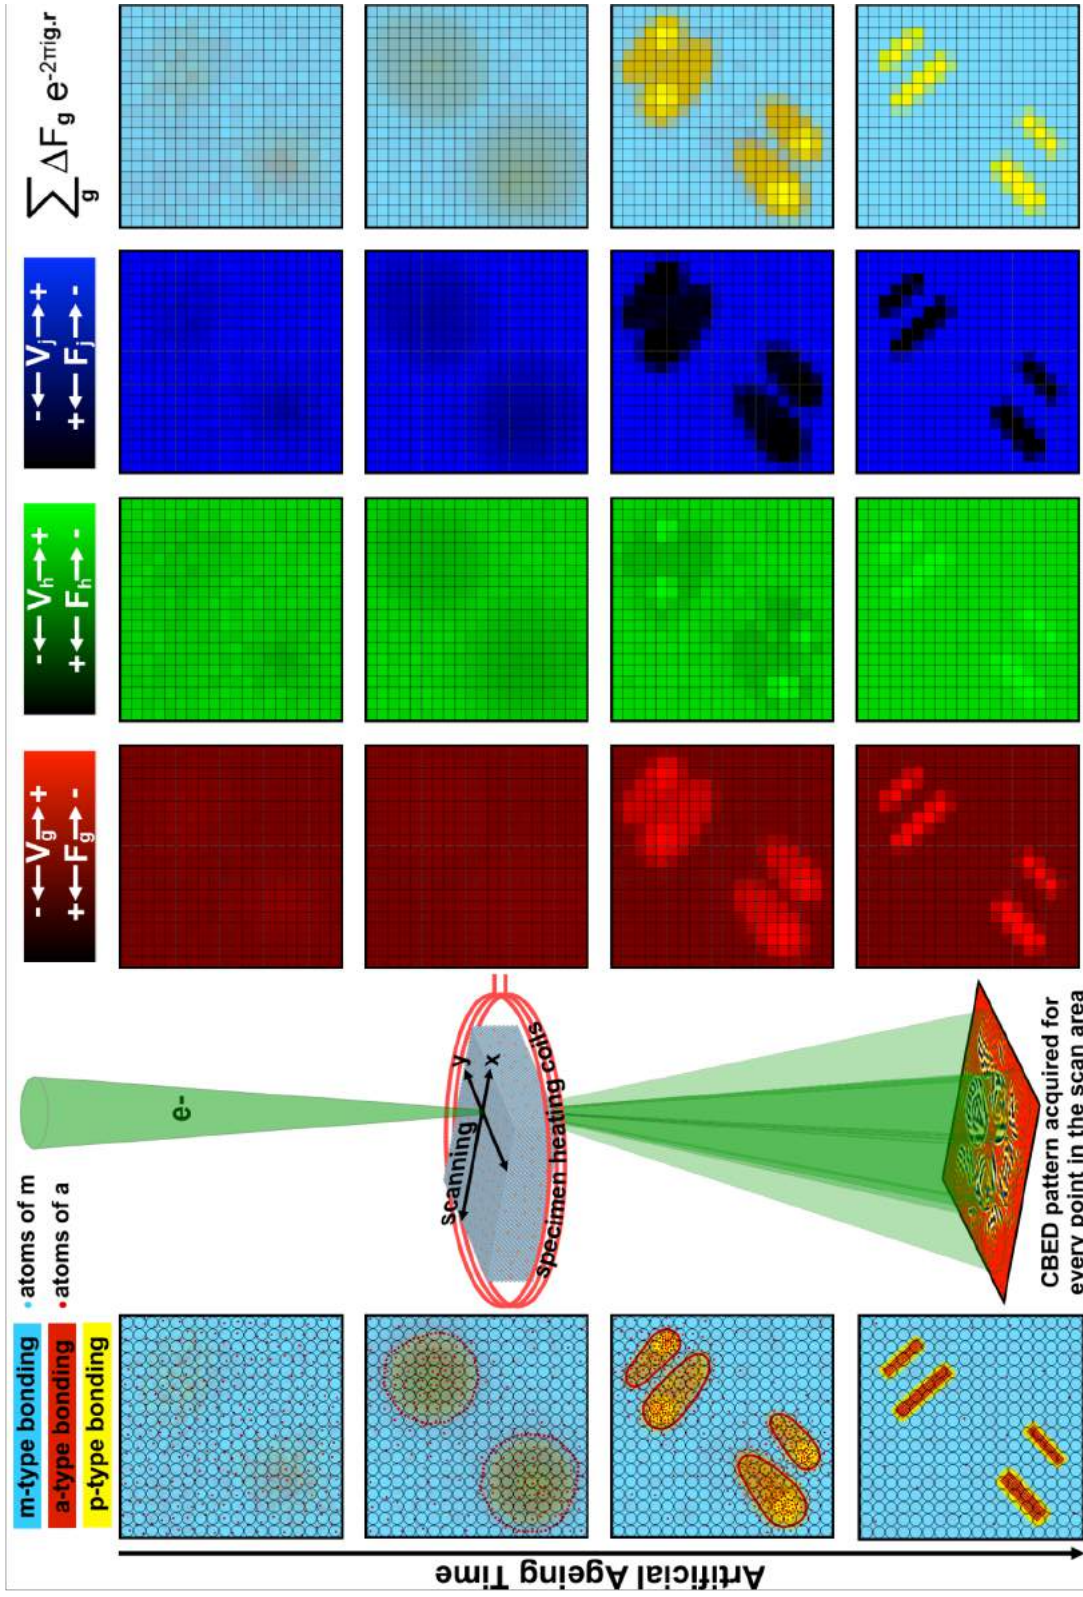 m-type bonding
a-type bonding
p-type bonding
• atoms of m
• atoms of a
Artificial Ageing Time
e-
scanning
y
x
specimen heating coils
CBED pattern acquired for
every point in the scan area
-←V_g→+
+←F_g→-
-←V_h→+
+←F_h→-
-←V_j→+
+←F_j→-
∑_g ΔF_g e^{-2πig.r}